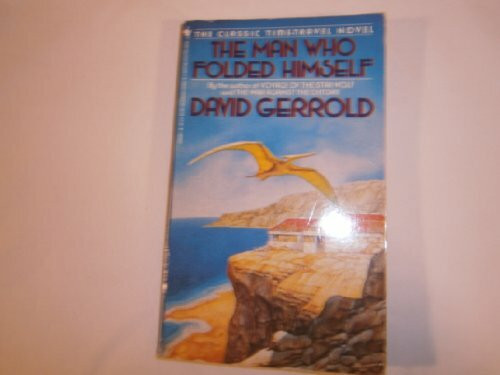 THE CLASSIC TIME-TRAVEL NOVEL
THE MAN WHO
FOLDED HIMSELF
By the author of VOYAGE OF THE STAR WOLF
and THE WAR AGAINST THE CHTORR
DAVID GERROLD